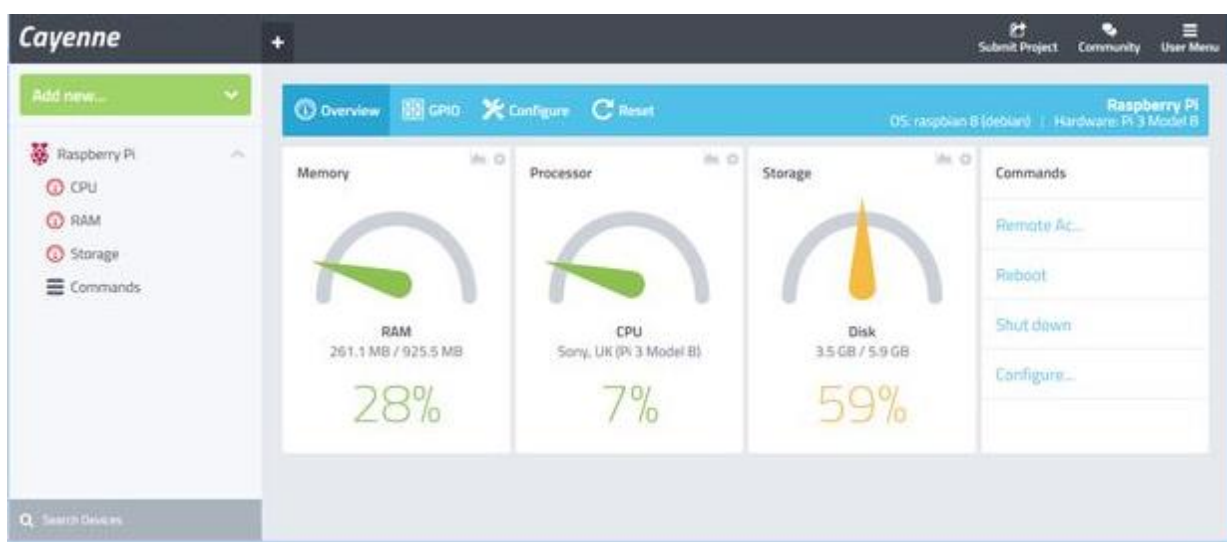 Cayenne
+
Submit Project
Community
User Menu
Add new...
Raspberry Pi
CPU
RAM
Storage
Commands
Search Devices
Overview
GPIO
Configure
Reset
Raspberry Pi
OS: raspbian 8 (debian) | Hardware: Pi 3 Model B
Memory
RAM
261.1 MB / 925.5 MB
28%
Processor
CPU
Sony, UK (Pi 3 Model B)
7%
Storage
Disk
3.5 GB / 5.9 GB
59%
Commands
Remote Ac...
Reboot
Shut down
Configure...